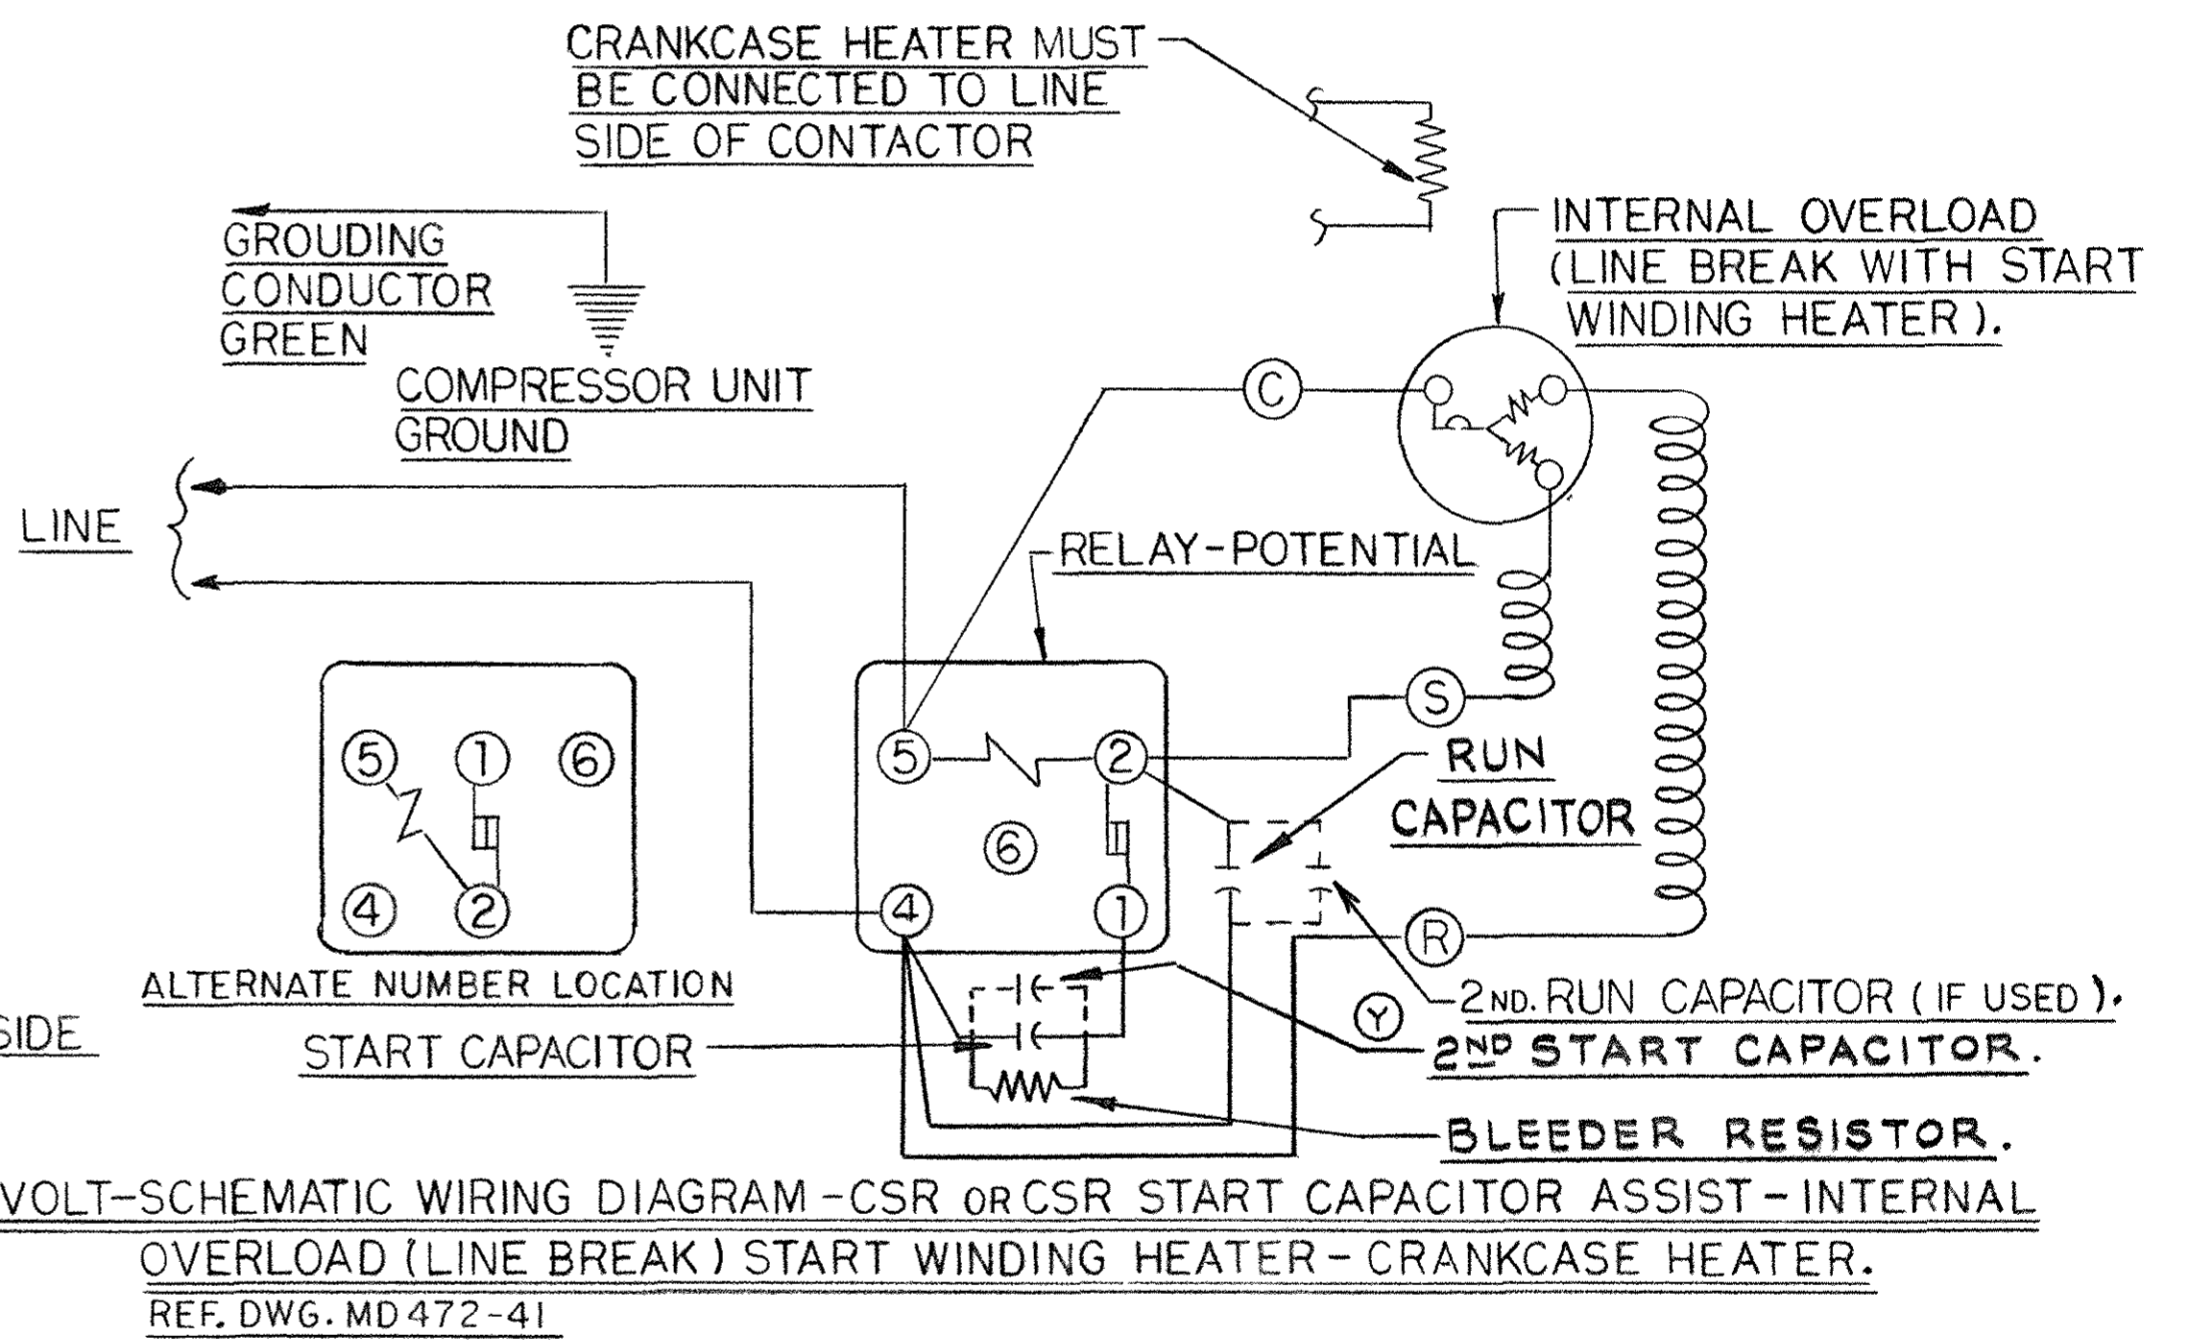 CRANKCASE HEATER MUST
BE CONNECTED TO LINE
SIDE OF CONTACTOR
GROUDING
CONDUCTOR
GREEN
COMPRESSOR UNIT
GROUND
INTERNAL OVERLOAD
(LINE BREAK WITH START
WINDING HEATER).
C
LINE
RELAY-POTENTIAL
S
5 1 6
4 2
5 2
6
4 1
RUN
CAPACITOR
R
ALTERNATE NUMBER LOCATION
SIDE
START CAPACITOR
2ND. RUN CAPACITOR (IF USED).
Y
2ND START CAPACITOR.
BLEEDER RESISTOR.
VOLT-SCHEMATIC WIRING DIAGRAM-CSR OR CSR START CAPACITOR ASSIST-INTERNAL
OVERLOAD (LINE BREAK) START WINDING HEATER-CRANKCASE HEATER.
REF. DWG. MD472-41